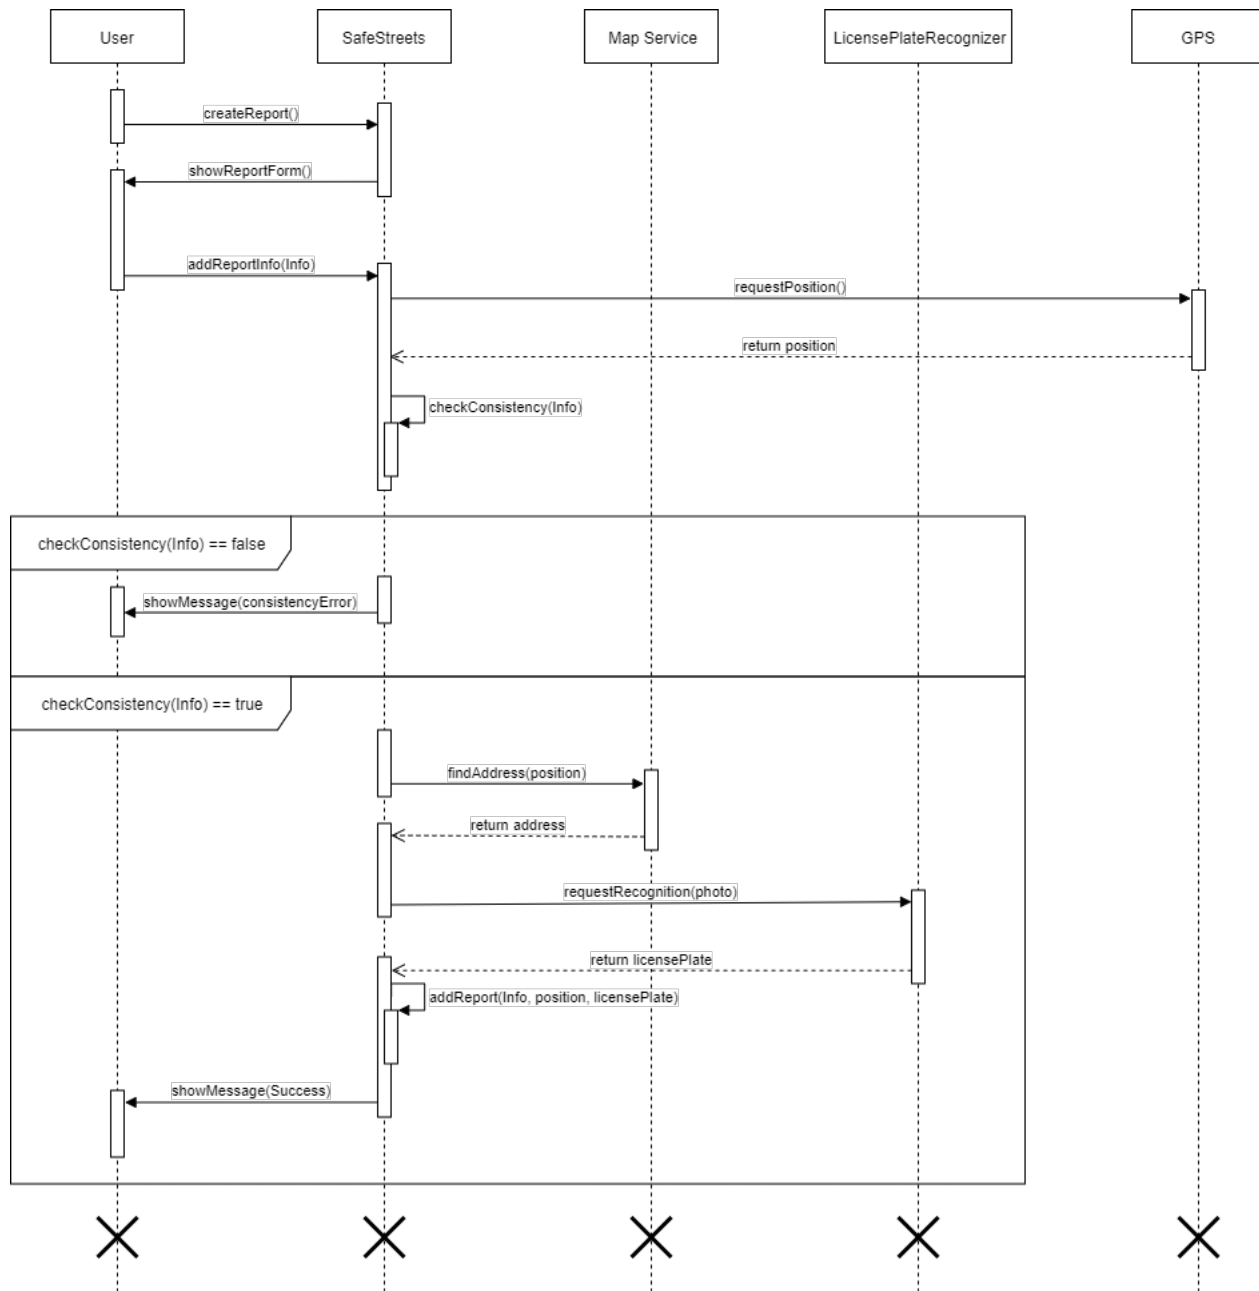 User
SafeStreets
Map Service
LicensePlateRecognizer
GPS
createReport()
showReportForm()
addReportInfo(Info)
requestPosition()
return position
checkConsistency(Info)
checkConsistency(Info) == false
showMessage(consistencyError)
checkConsistency(Info) == true
findAddress(position)
return address
requestRecognition(photo)
return licensePlate
addReport(Info, position, licensePlate)
showMessage(Success)